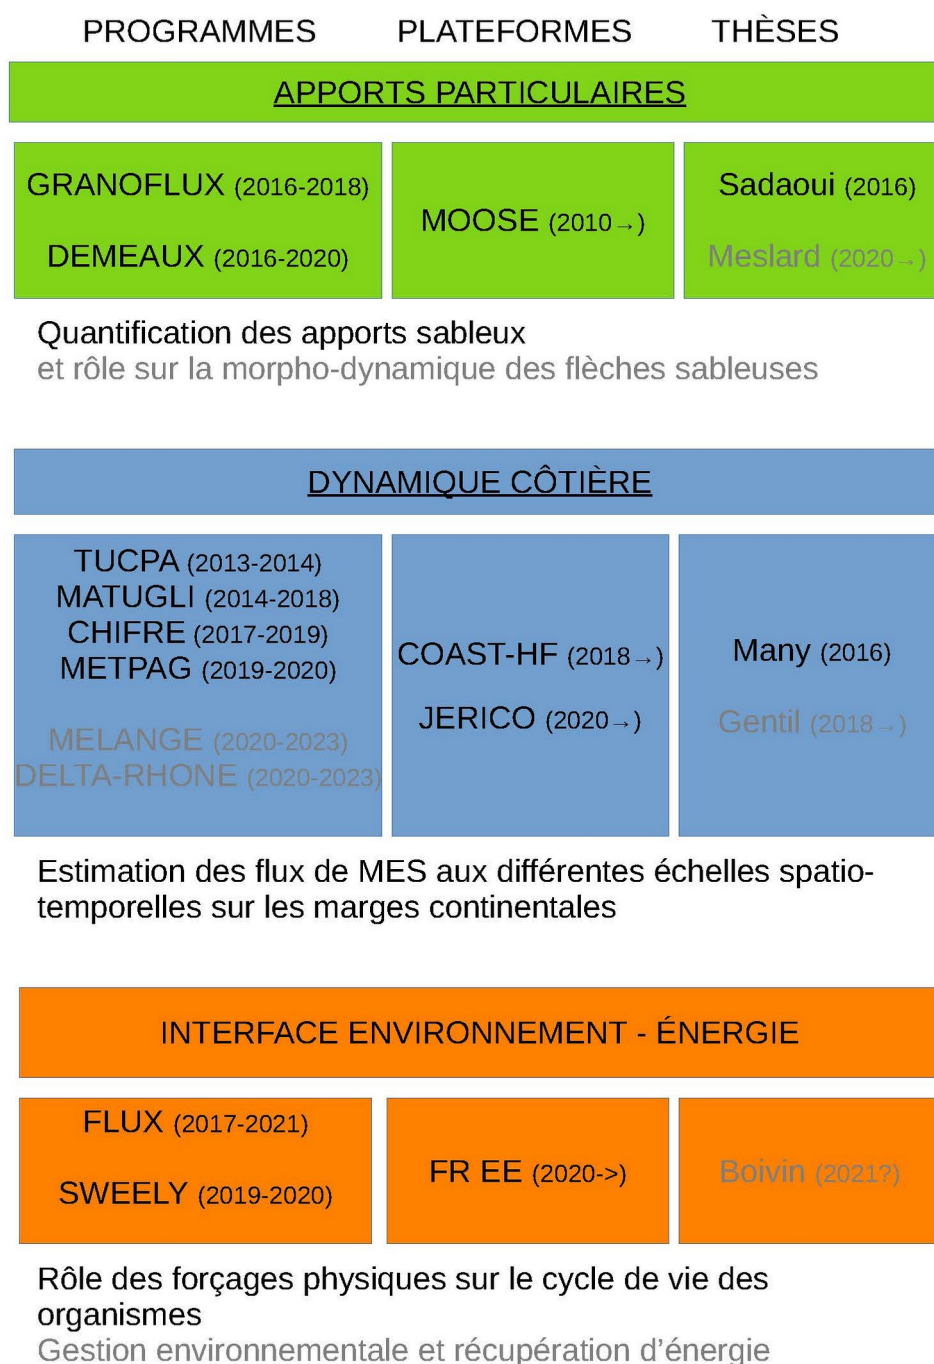 PROGRAMMES PLATEFORMES THÈSES
APPORTS PARTICULAIRES
GRANOFLUX (2016-2018)
DEMEAUX (2016-2020)
MOOSE (2010→)
Sadaoui (2016)
Meslard (2020→)
Quantification des apports sableux
et rôle sur la morpho-dynamique des flèches sableuses
DYNAMIQUE CÔTIÈRE
TUCPA (2013-2014)
MATUGLI (2014-2018)
CHIFRE (2017-2019)
METPAG (2019-2020)
MELANGE (2020-2023)
DELTA-RHONE (2020-2023)
COAST-HF (2018→)
JERICO (2020→)
Many (2016)
Gentil (2018→)
Estimation des flux de MES aux différentes échelles spatio-
temporelles sur les marges continentales
INTERFACE ENVIRONNEMENT - ÉNERGIE
FLUX (2017-2021)
SWEELY (2019-2020)
FR EE (2020->)
Boivin (2021?)
Rôle des forçages physiques sur le cycle de vie des
organismes
Gestion environnementale et récupération d’énergie